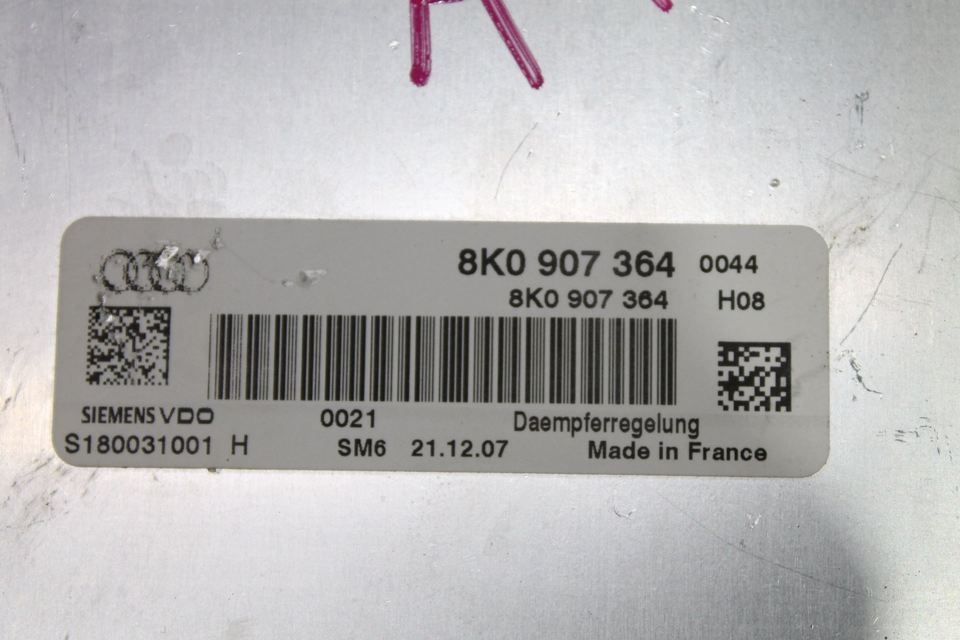 8K0 907 364 0044
8K0 907 364 H08
SIEMENS VDO 0021 Daempferregelung
S180031001 H SM6 21.12.07 Made in France